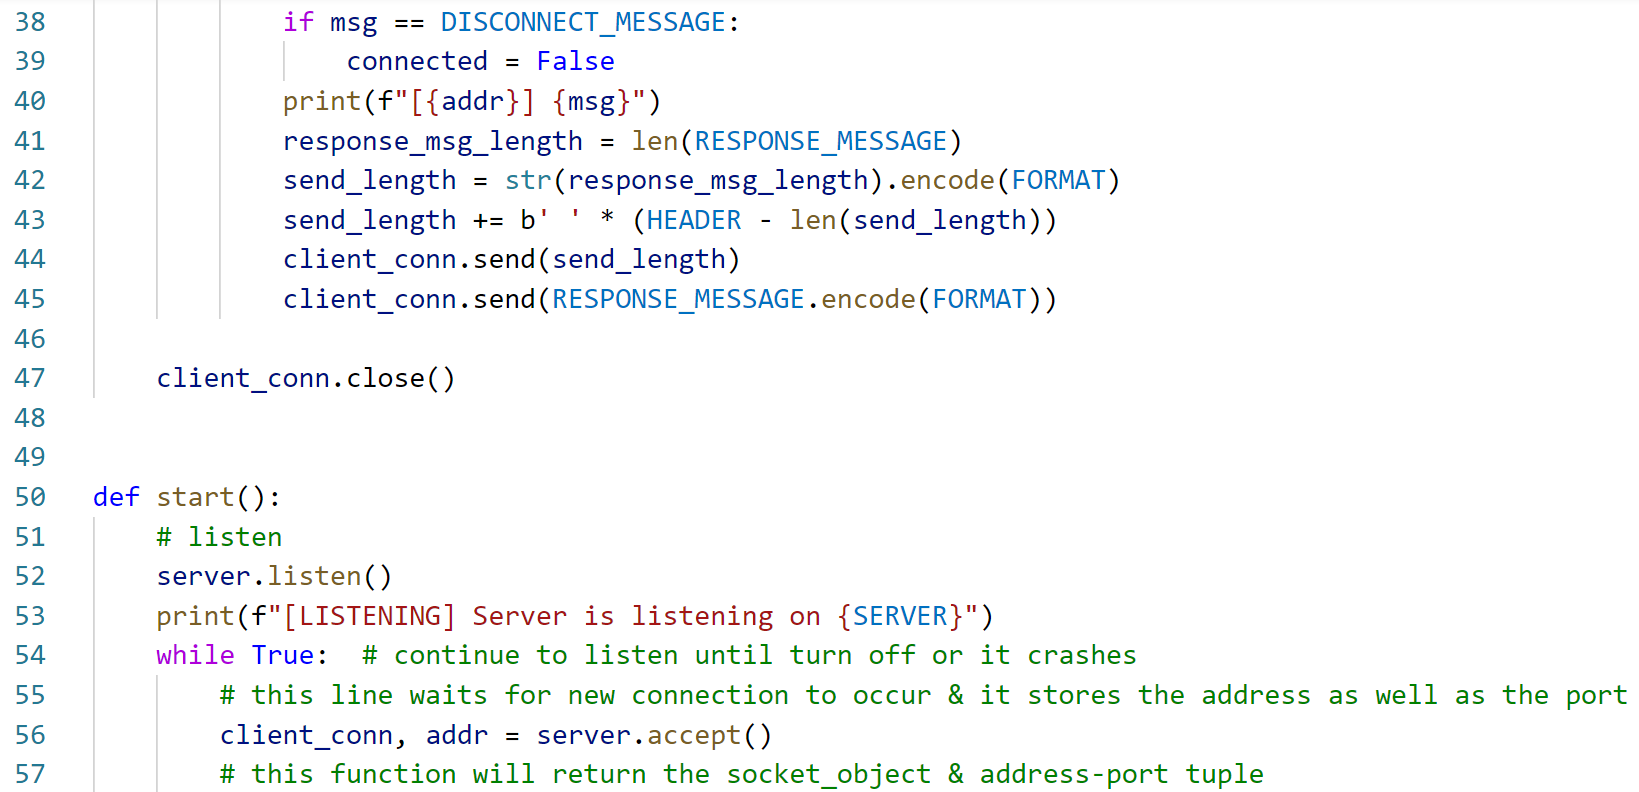 38 if msg == DISCONNECT_MESSAGE:
39 connected = False
40 print(f"[{addr}] {msg}")
41 response_msg_length = len(RESPONSE_MESSAGE)
42 send_length = str(response_msg_length).encode(FORMAT)
43 send_length += b' ' * (HEADER - len(send_length))
44 client_conn.send(send_length)
45 client_conn.send(RESPONSE_MESSAGE.encode(FORMAT))
46
47 client_conn.close()
48
49
50 def start():
51 # listen
52 server.listen()
53 print(f"[LISTENING] Server is listening on {SERVER}")
54 while True:  # continue to listen until turn off or it crashes
55 # this line waits for new connection to occur & it stores the address as well as the port
56 client_conn, addr = server.accept()
57 # this function will return the socket_object & address-port tuple